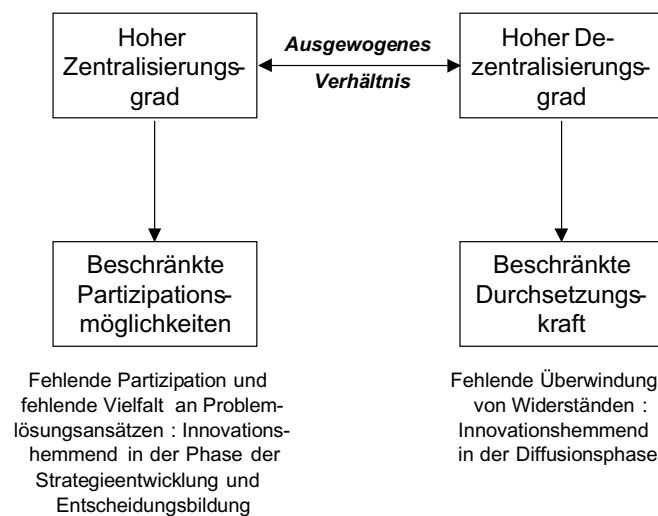 Hoher
Zentralisierungs-
grad
Ausgewogenes
Verhältnis
Hoher De-
zentralisierungs-
grad
Beschränkte
Partizipations-
möglichkeiten
Beschränkte
Durchsetzungs-
kraft
Fehlende Partizipation und
fehlende Vielfalt an Problem-
lösungsansätzen : Innovations-
hemmend in der Phase der
Strategieentwicklung und
Entscheidungsbildung
Fehlende Überwindung
von Widerständen :
Innovationshemmend
in der Diffusionsphase